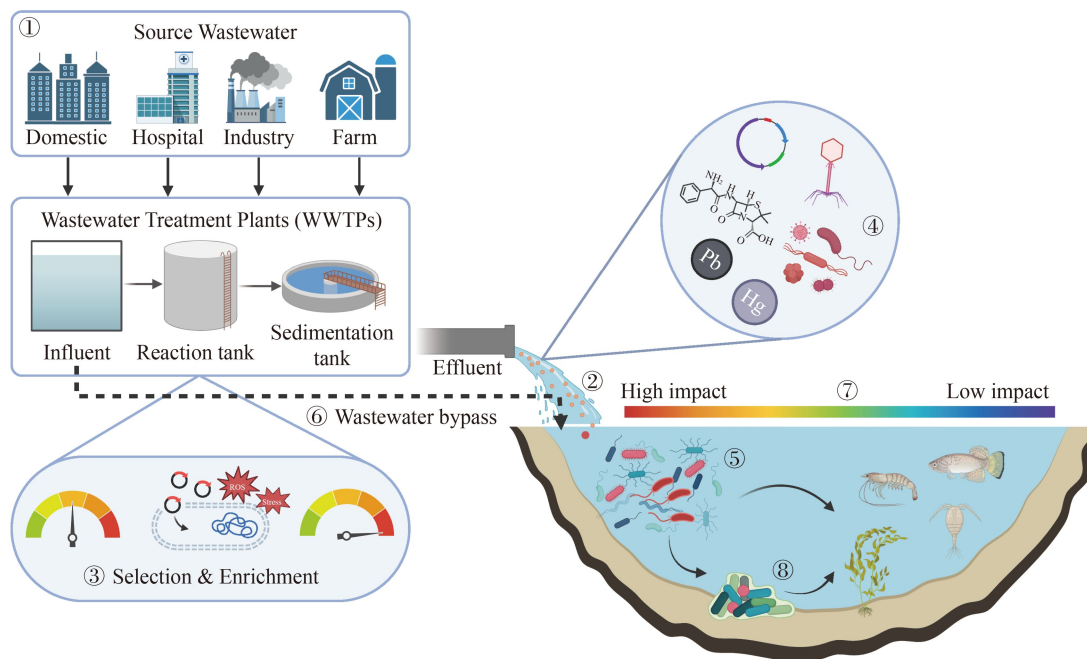 ①
Source Wastewater
Domestic
Hospital
Industry
Farm
Wastewater Treatment Plants (WWTPs)
Influent
Reaction tank
Sedimentation
tank
Effluent
②
⑥ Wastewater bypass
ROS
Stress
③ Selection & Enrichment
NH₂
H
N
H
S
O
O
N
O
OH
④
Pb
Hg
High impact
⑦
Low impact
⑤
⑧